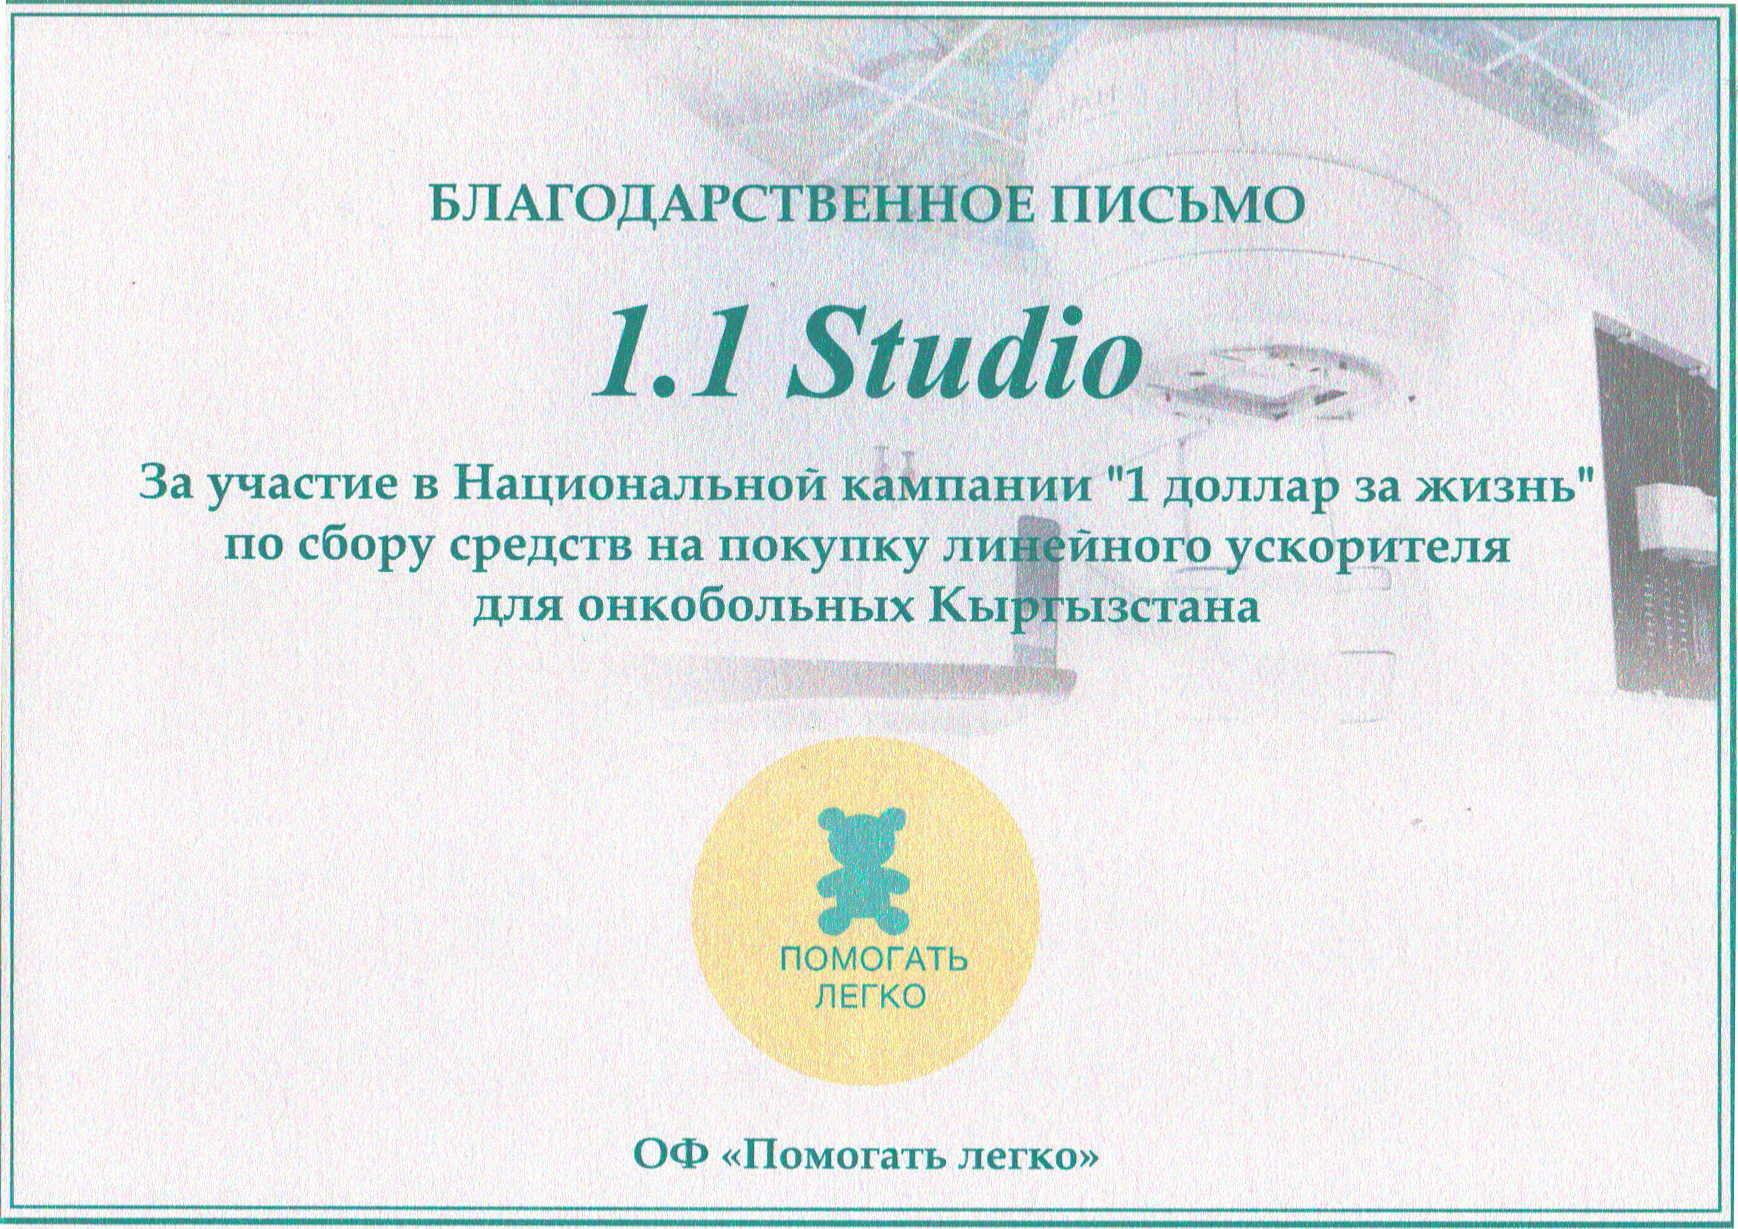 БЛАГОДАРСТВЕННОЕ ПИСЬМО
1.1 Studio
За участие в Национальной кампании "1 доллар за жизнь"
по сбору средств на покупку линейного ускорителя
для онкобольных Кыргызстана
ПОМОГАТЬ
ЛЕГКО
ОФ «Помогать легко»